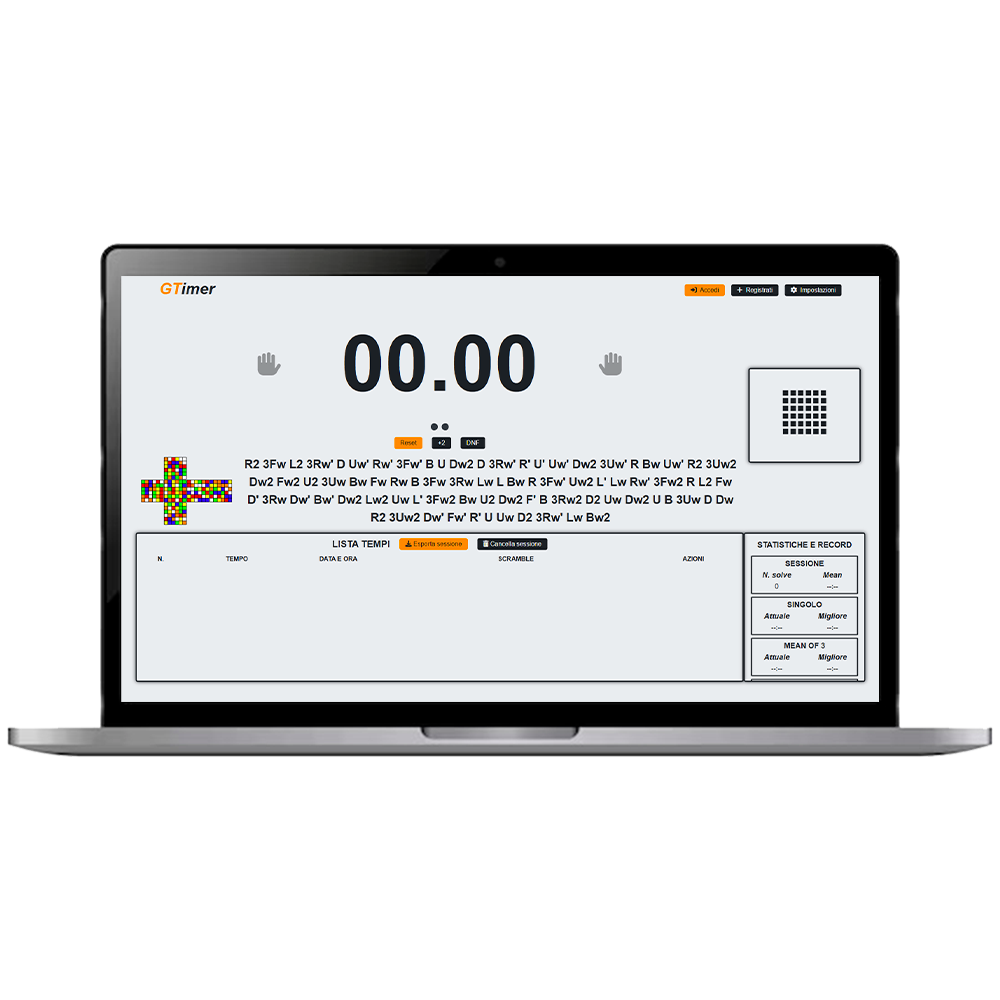 GTimer
Accedi Registrati Impostazioni
00.00
Reset +2 DNF
R2 3Fw L2 3Rw' D Uw' Rw' 3Fw' B U Dw2 D 3Rw' R' U' Uw' Dw2 3Uw' R Bw Uw' R2 3Uw2
Dw2 Fw2 U2 3Uw Bw Fw Rw B 3Fw 3Rw Lw L Bw R 3Fw' Uw2 L' Lw Rw' 3Fw2 R L2 Fw
D' 3Rw Dw' Bw' Dw2 Lw2 Uw L' 3Fw2 Bw U2 Dw2 F' B 3Rw2 D2 Uw Dw2 U B 3Uw D Dw
R2 3Uw2 Dw' Fw' R' U Uw D2 3Rw' Lw Bw2
LISTA TEMPI Esporta sessione Cancella sessione
N. TEMPO DATA E ORA SCRAMBLE AZIONI
STATISTICHE E RECORD
SESSIONE
N. solve Mean
0 --:--
SINGOLO
Attuale Migliore
--:-- --:--
MEAN OF 3
Attuale Migliore
--:-- --:--